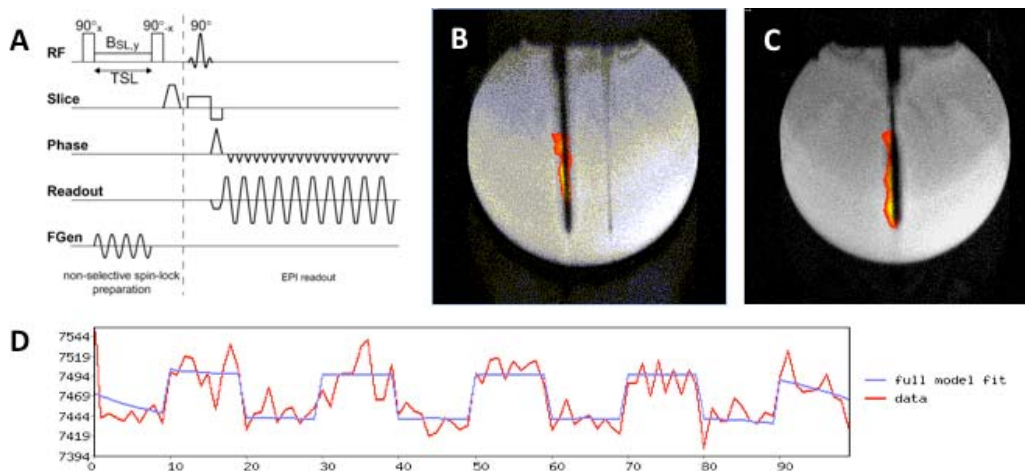 A
90°x
90°-x
90°
BSL,y
RF
TSL
Slice
Phase
Readout
FGen
non-selective spin-lock
preparation
EPI readout
B
C
D
7544
7519
7494
7469
7444
7419
7394
0 10 20 30 40 50 60 70 80 90
full model fit
data